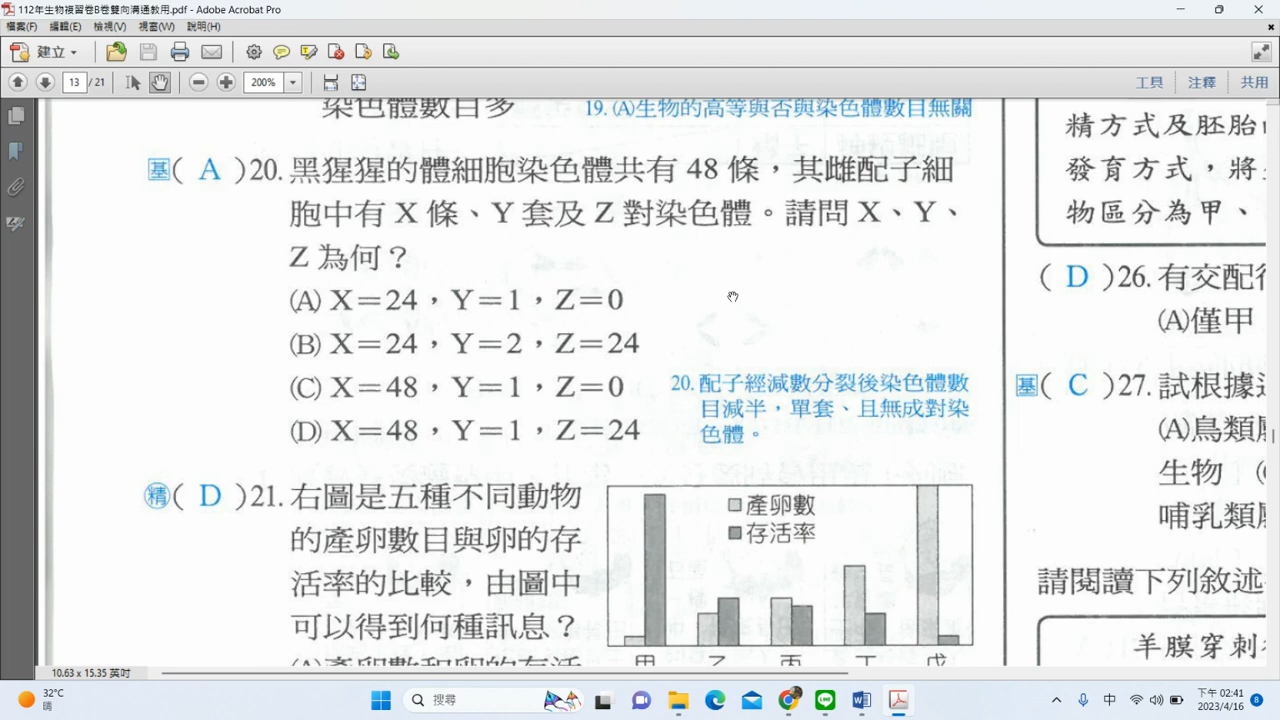 112年生物複習卷B卷雙向溝通教用.pdf - Adobe Acrobat Pro
檔案(F) 編輯(E) 檢視(V) 視窗(W) 說明(H)
建立
13 / 21 200% 工具 注釋 共用
染色體數目多
19. (A)生物的高等與否與染色體數目無關
基( A )20. 黑猩猩的體細胞染色體共有 48 條，其雌配子細
胞中有 X 條、Y 套及 Z 對染色體。請問 X、Y、
Z 為何？
(A) X＝24，Y＝1，Z＝0
(B) X＝24，Y＝2，Z＝24
(C) X＝48，Y＝1，Z＝0
(D) X＝48，Y＝1，Z＝24
20. 配子經減數分裂後染色體數
目減半，單套、且無成對染
色體。
精( D )21. 右圖是五種不同動物
的產卵數目與卵的存
活率的比較，由圖中
可以得到何種訊息？
產卵數
存活率
甲 乙 丙 丁 戊
精方式及胚胎
發育方式，將
物區分為甲、
( D )26. 有交配
(A)僅甲
基( C )27. 試根據
(A)鳥類
生物
哺乳類
請閱讀下列敘述
羊膜穿刺
10.63 x 15.35 英吋
32°C
晴
搜尋
中
下午 02:41
2023/4/16
8